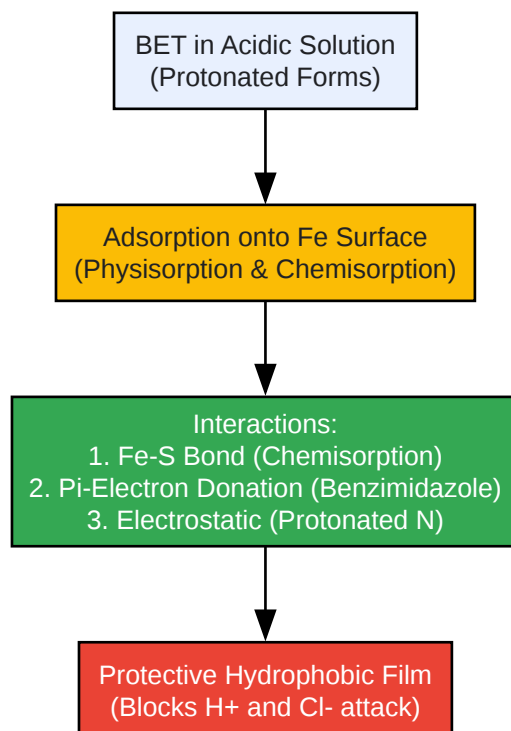 BET in Acidic Solution
(Protonated Forms)
Adsorption onto Fe Surface
(Physisorption & Chemisorption)
Interactions:
1. Fe-S Bond (Chemisorption)
2. Pi-Electron Donation (Benzimidazole)
3. Electrostatic (Protonated N)
Protective Hydrophobic Film
(Blocks H+ and Cl- attack)